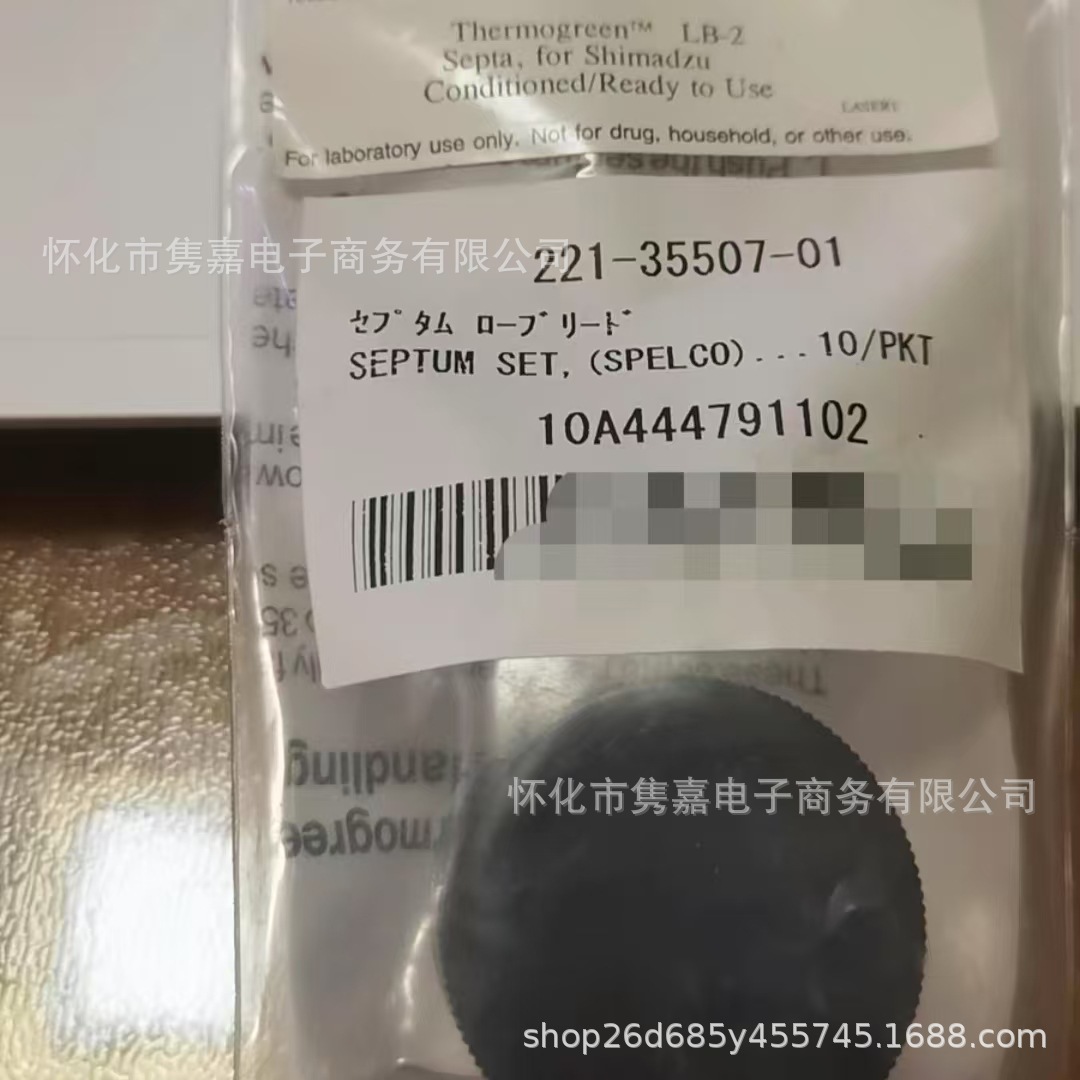 Thermogreen™ LB-2
Septa, for Shimadzu
Conditioned/Ready to Use
For laboratory use only. Not for drug, household, or other use.
怀化市隽嘉电子商务有限公司
221-35507-01
ｾﾌﾟﾀﾑ ﾛｰﾌﾞﾘｰﾄﾞ
SEPTUM SET, (SPELCO)... 10/PKT
10A444791102
怀化市隽嘉电子商务有限公司
shop26d685y455745.1688.com